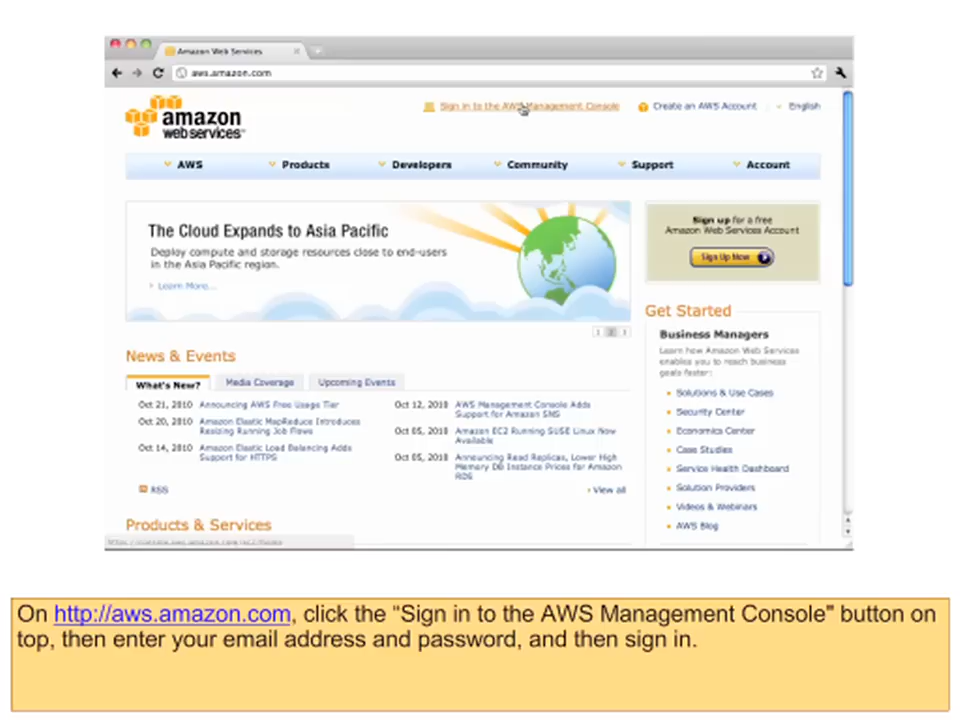 Amazon Web Services
aws.amazon.com
amazon
webservices™
Sign in to the AWS Management Console
Create an AWS Account
English
AWS
Products
Developers
Community
Support
Account
The Cloud Expands to Asia Pacific
Deploy compute and storage resources close to end-users
in the Asia Pacific region.
Learn More...
Sign up for a free
Amazon Web Services Account
Sign Up Now
1 2 3
News & Events
What's New?
Media Coverage
Upcoming Events
Oct 21, 2010 Announcing AWS Free Usage Tier
Oct 20, 2010 Amazon Elastic MapReduce Introduces
Resizing Running Job Flows
Oct 14, 2010 Amazon Elastic Load Balancing Adds
Support for HTTPS
Oct 12, 2010 AWS Management Console Adds
Support for Amazon SNS
Oct 05, 2010 Amazon EC2 Running SUSE Linux Now
Available
Oct 05, 2010 Announcing Read Replicas, Lower High
Memory DB Instance Prices for Amazon
RDS
RSS
View all
Products & Services
Get Started
Business Managers
Learn how Amazon Web Services
enables you to reach business
goals faster:
Solutions & Use Cases
Security Center
Economics Center
Case Studies
Service Health Dashboard
Solution Providers
Videos & Webinars
AWS Blog
On http://aws.amazon.com, click the “Sign in to the AWS Management Console" button on
top, then enter your email address and password, and then sign in.